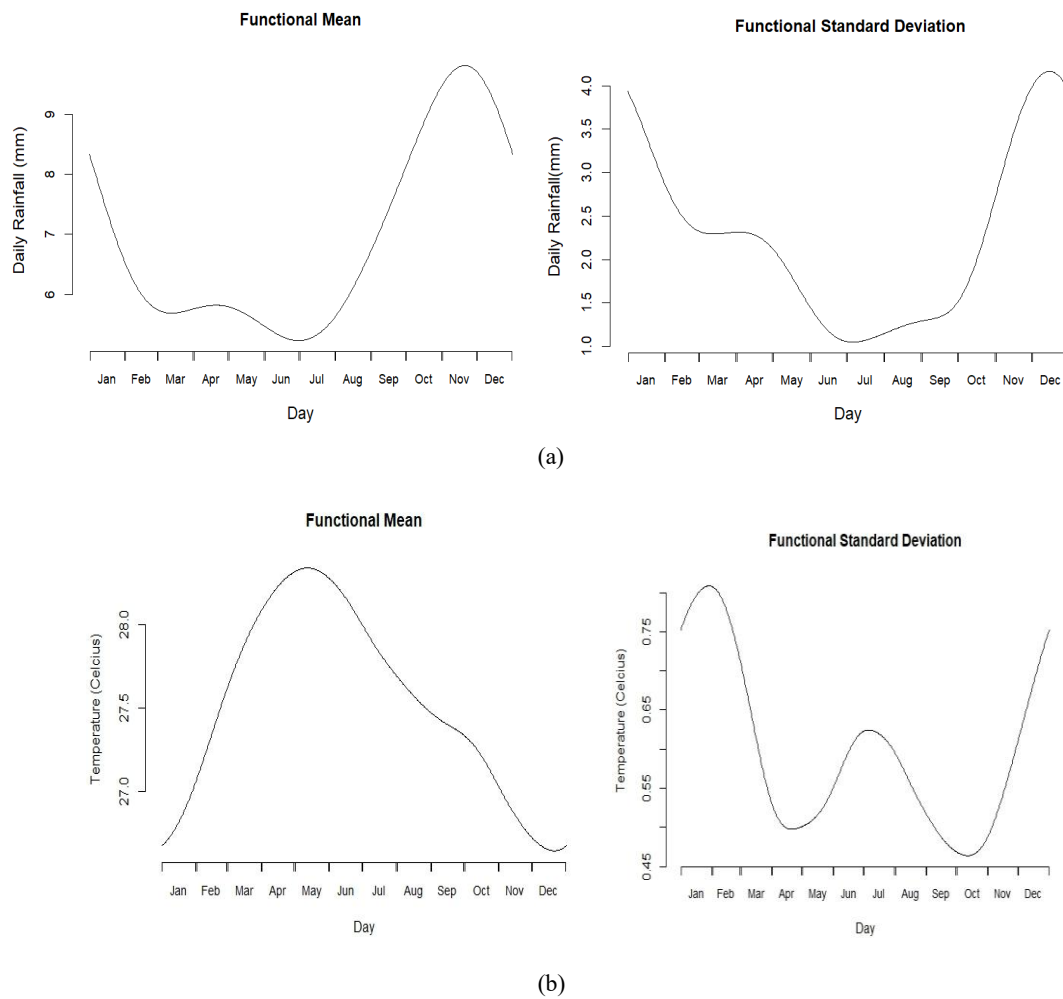 Functional Mean
Daily Rainfall (mm)
9
8
7
6
Jan Feb Mar Apr May Jun Jul Aug Sep Oct Nov Dec
Day
Functional Standard Deviation
Daily Rainfall(mm)
4.0
3.5
3.0
2.5
2.0
1.5
1.0
Jan Feb Mar Apr May Jun Jul Aug Sep Oct Nov Dec
Day
(a)
Functional Mean
Temperature (Celcius)
28.0
27.5
27.0
Jan Feb Mar Apr May Jun Jul Aug Sep Oct Nov Dec
Day
Functional Standard Deviation
Temperature (Celcius)
0.75
0.65
0.55
0.45
Jan Feb Mar Apr May Jun Jul Aug Sep Oct Nov Dec
Day
(b)